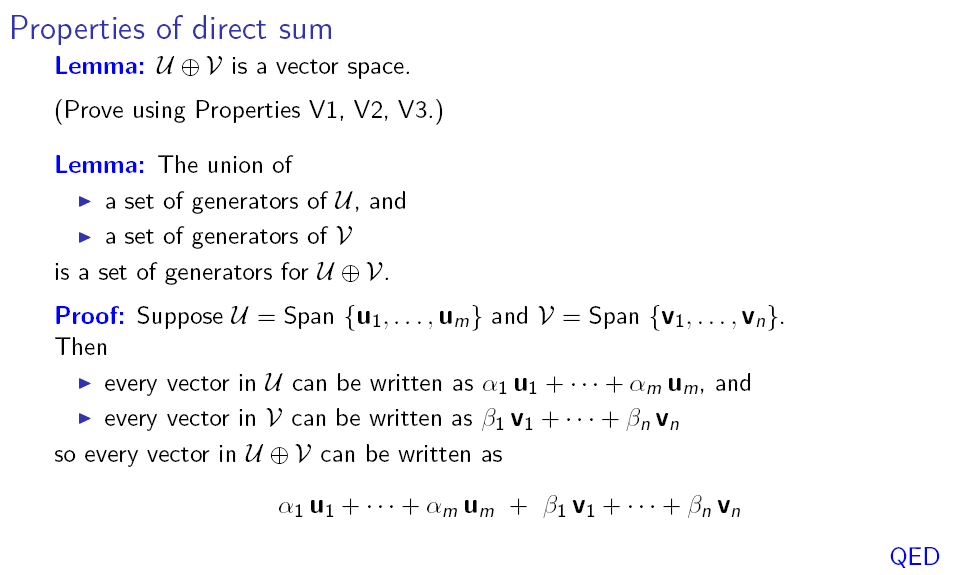 Properties of direct sum
Lemma: 𝒰 ⊕ 𝒱 is a vector space.
(Prove using Properties V1, V2, V3.)
Lemma: The union of
▶ a set of generators of 𝒰, and
▶ a set of generators of 𝒱
is a set of generators for 𝒰 ⊕ 𝒱.
Proof: Suppose 𝒰 = Span {u₁, . . . , uₘ} and 𝒱 = Span {v₁, . . . , vₙ}.
Then
▶ every vector in 𝒰 can be written as α₁ u₁ + · · · + αₘ uₘ, and
▶ every vector in 𝒱 can be written as β₁ v₁ + · · · + βₙ vₙ
so every vector in 𝒰 ⊕ 𝒱 can be written as
α₁ u₁ + · · · + αₘ uₘ + β₁ v₁ + · · · + βₙ vₙ
QED